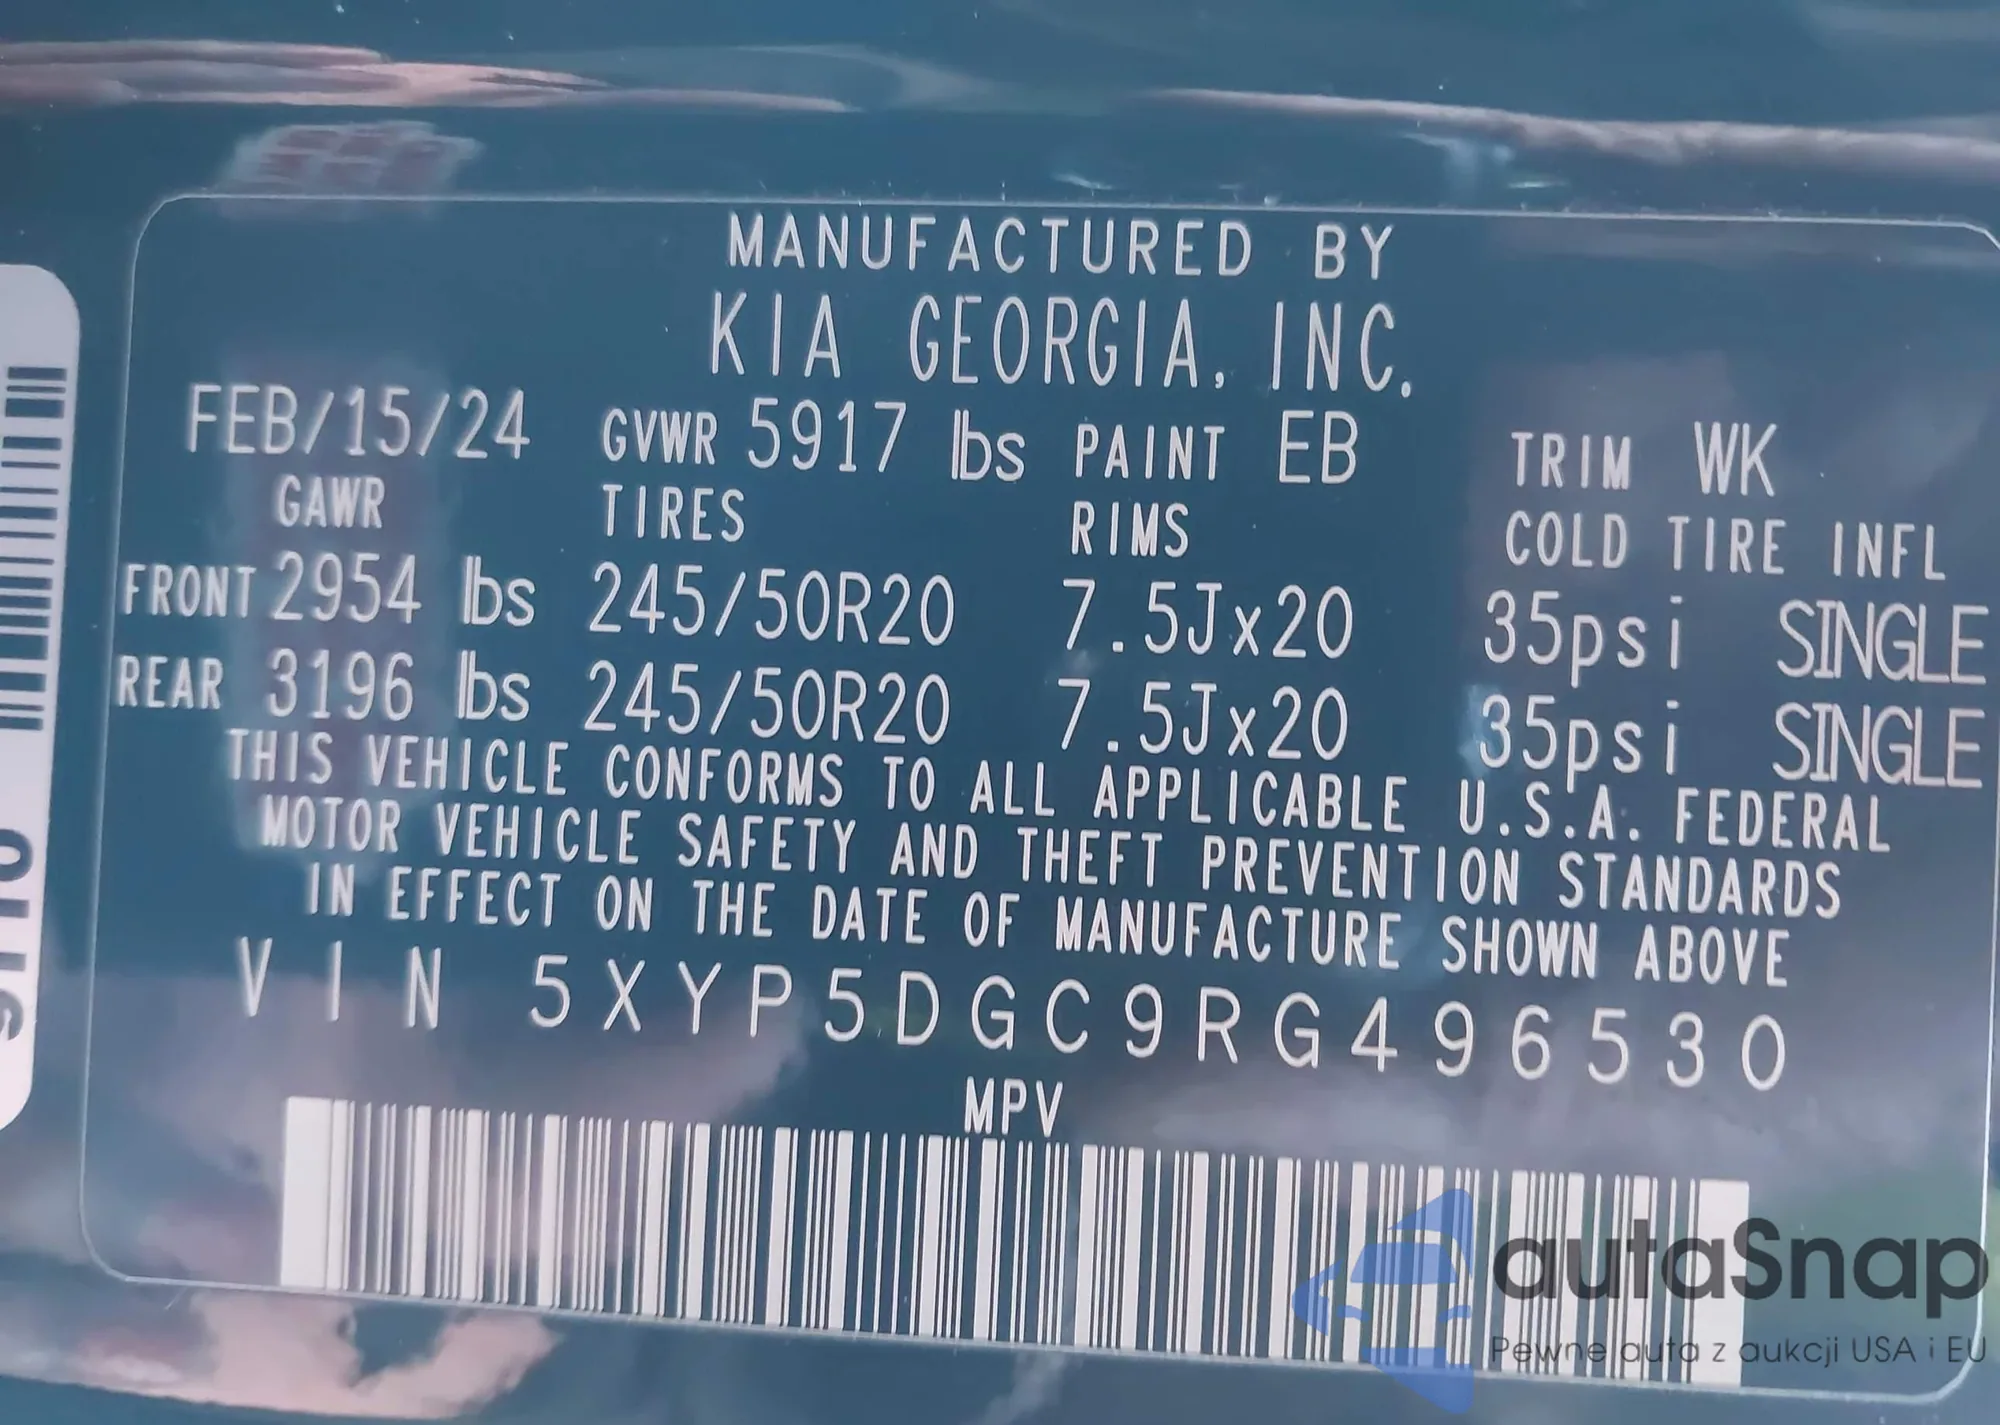 MANUFACTURED BY
KIA GEORGIA, INC.
FEB/15/24 GVWR 5917 lbs PAINT EB TRIM WK
GAWR TIRES RIMS COLD TIRE INFL
FRONT 2954 lbs 245/50R20 7.5Jx20 35psi SINGLE
REAR 3196 lbs 245/50R20 7.5Jx20 35psi SINGLE
THIS VEHICLE CONFORMS TO ALL APPLICABLE U.S.A. FEDERAL
MOTOR VEHICLE SAFETY AND THEFT PREVENTION STANDARDS
IN EFFECT ON THE DATE OF MANUFACTURE SHOWN ABOVE
VIN 5XYP5DGC9RG496530
MPV
autaSnap
Pewne auta z aukcji USA i EU